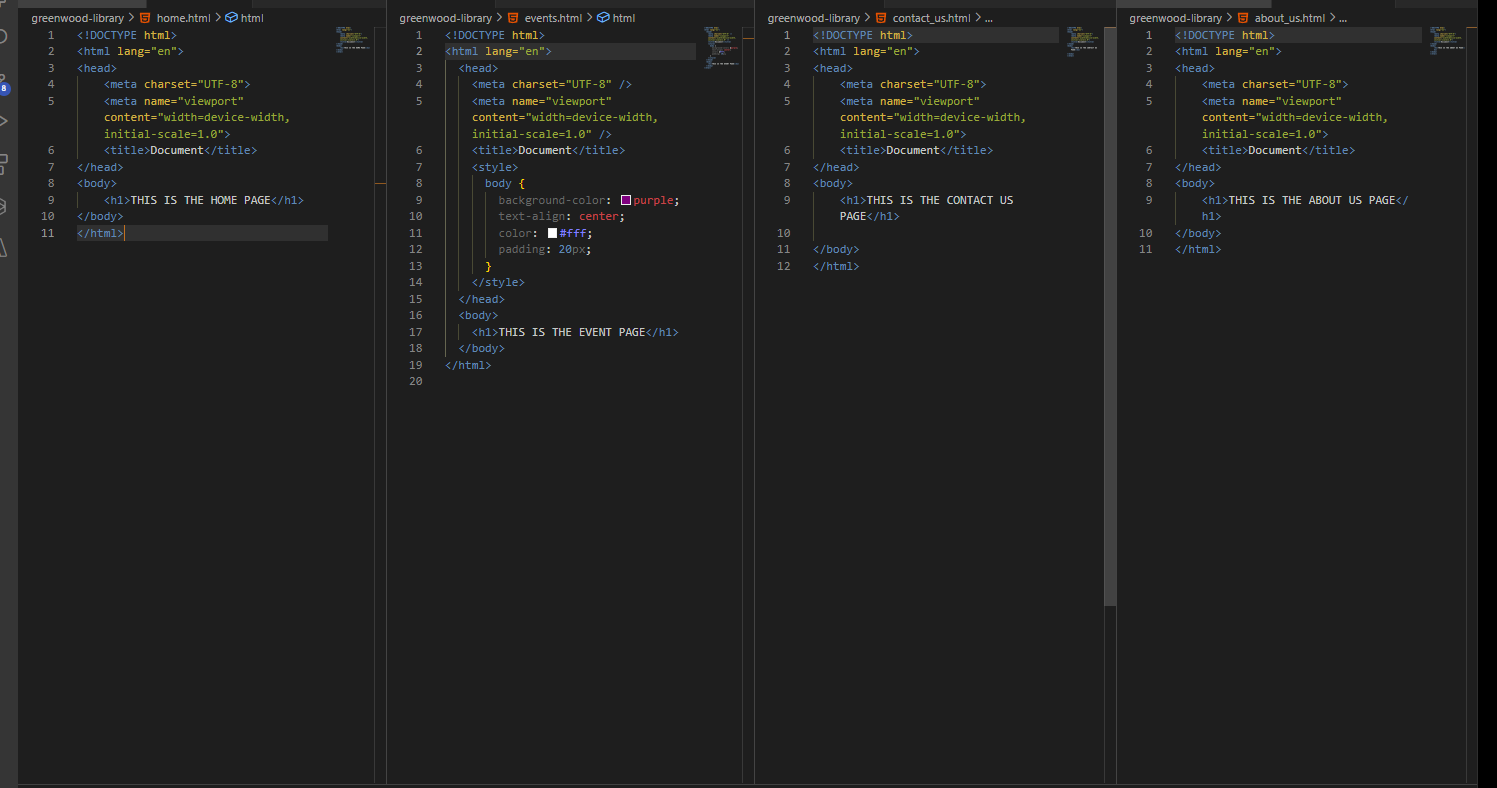 greenwood-library > home.html > html
1 <!DOCTYPE html>
2 <html lang="en">
3 <head>
4 <meta charset="UTF-8">
5 <meta name="viewport"
content="width=device-width,
initial-scale=1.0">
6 <title>Document</title>
7 </head>
8 <body>
9 <h1>THIS IS THE HOME PAGE</h1>
10 </body>
11 </html>
greenwood-library > events.html > html
1 <!DOCTYPE html>
2 <html lang="en">
3 <head>
4 <meta charset="UTF-8" />
5 <meta name="viewport"
content="width=device-width,
initial-scale=1.0" />
6 <title>Document</title>
7 <style>
8 body {
9 background-color: purple;
10 text-align: center;
11 color: #fff;
12 padding: 20px;
13 }
14 </style>
15 </head>
16 <body>
17 <h1>THIS IS THE EVENT PAGE</h1>
18 </body>
19 </html>
20
greenwood-library > contact_us.html > ...
1 <!DOCTYPE html>
2 <html lang="en">
3 <head>
4 <meta charset="UTF-8">
5 <meta name="viewport"
content="width=device-width,
initial-scale=1.0">
6 <title>Document</title>
7 </head>
8 <body>
9 <h1>THIS IS THE CONTACT US
PAGE</h1>
10
11 </body>
12 </html>
greenwood-library > about_us.html > ...
1 <!DOCTYPE html>
2 <html lang="en">
3 <head>
4 <meta charset="UTF-8">
5 <meta name="viewport"
content="width=device-width,
initial-scale=1.0">
6 <title>Document</title>
7 </head>
8 <body>
9 <h1>THIS IS THE ABOUT US PAGE</
h1>
10 </body>
11 </html>
8